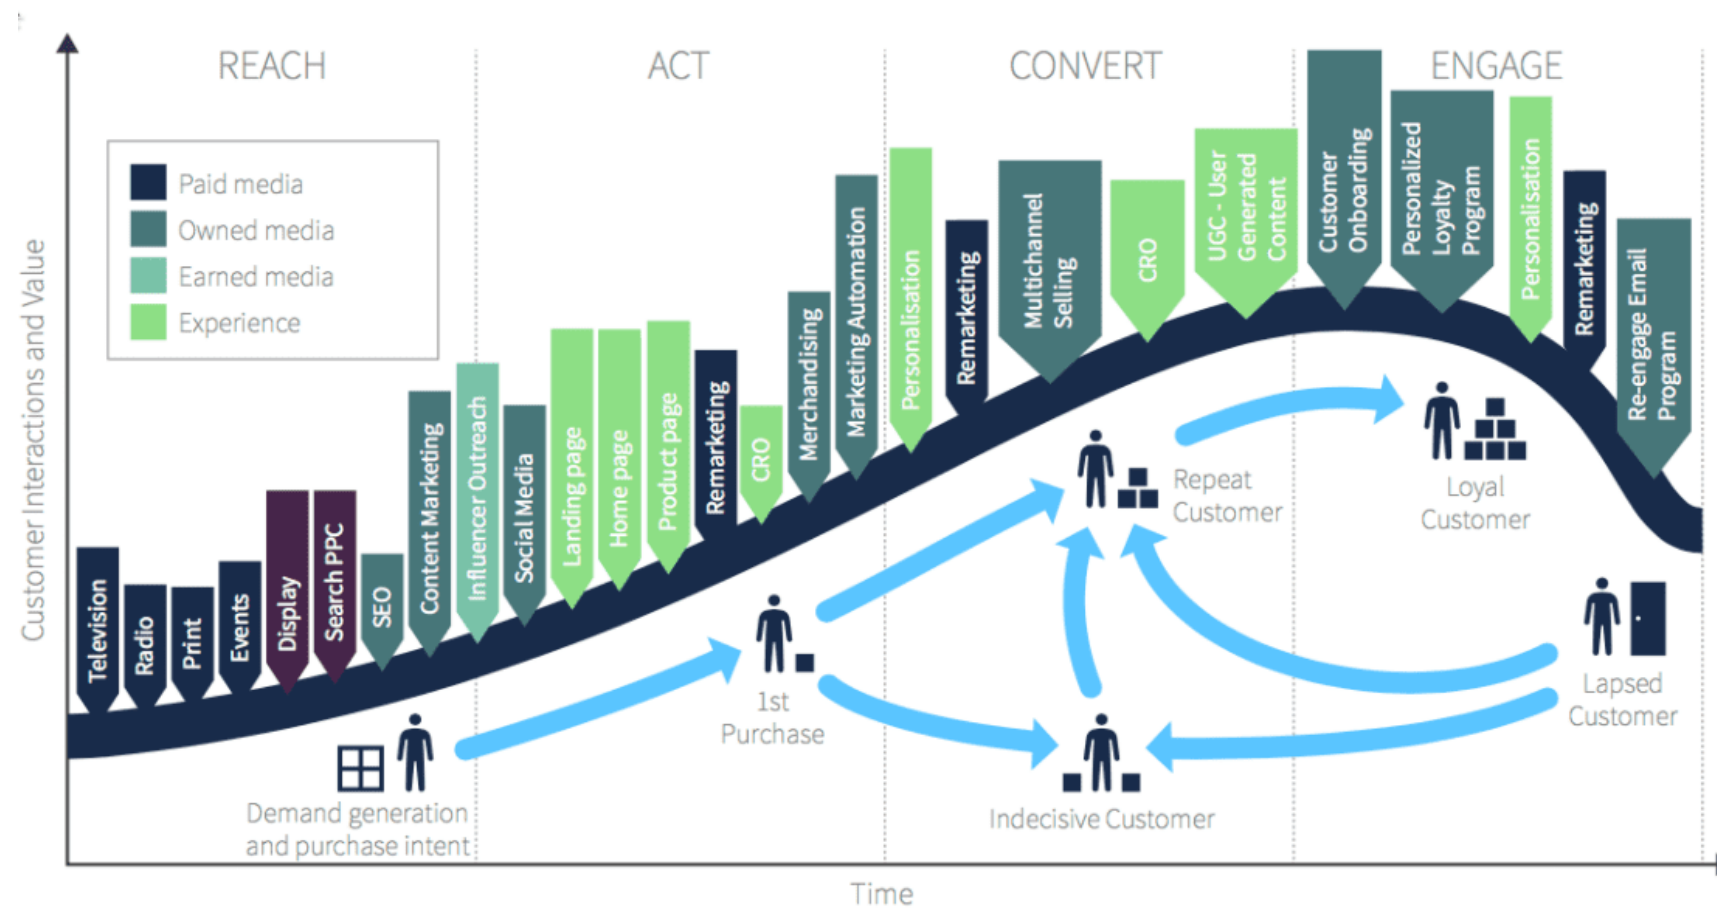 REACH
ACT
CONVERT
ENGAGE
Paid media
Owned media
Earned media
Experience
Customer Interactions and Value
Television
Radio
Print
Events
Display
Search PPC
SEO
Content Marketing
Influencer Outreach
Social Media
Landing page
Home page
Product page
Remarketing
CRO
Merchandising
Marketing Automation
Personalisation
Remarketing
Multichannel
Selling
CRO
UGC - User
Generated
Content
Customer
Onboarding
Personalized
Loyalty
Program
Personalisation
Remarketing
Re-engage Email
Program
Demand generation
and purchase intent
1st
Purchase
Repeat
Customer
Indecisive Customer
Loyal
Customer
Lapsed
Customer
Time